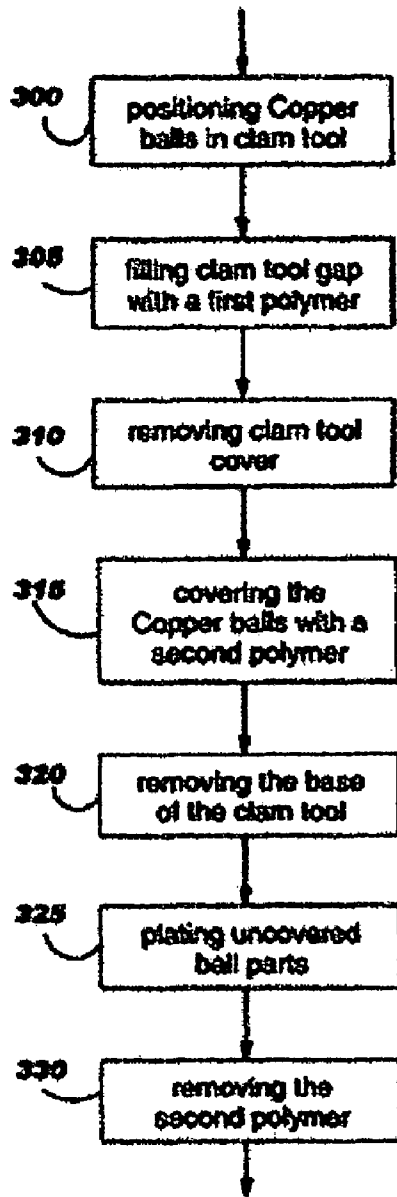 300
positioning Copper
balls in clam tool
305
filling clam tool gap
with a first polymer
310
removing clam tool
cover
315
covering the
Copper balls with a
second polymer
320
removing the base
of the clam tool
325
plating uncovered
ball parts
330
removing the
second polymer